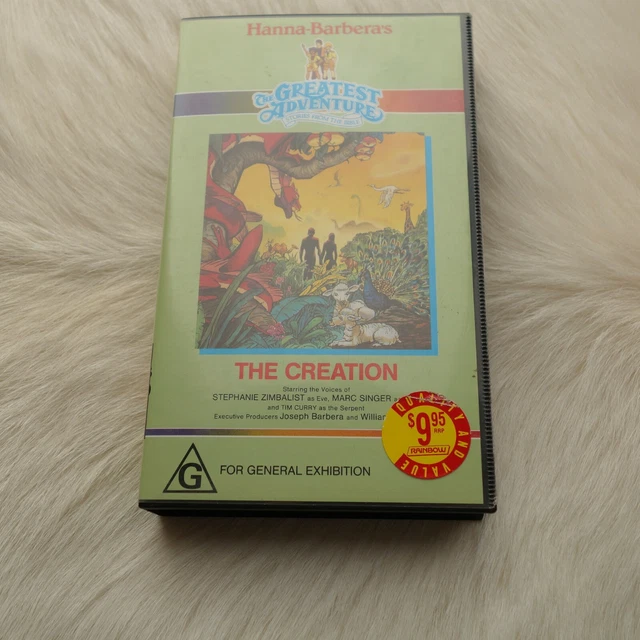 Hanna-Barbera's
The GREATEST
ADVENTURE
STORIES FROM THE BIBLE
THE CREATION
Starring the Voices of
STEPHANIE ZIMBALIST as Eve, MARC SINGER
and TIM CURRY as the Serpent
Executive Producers Joseph Barbera and William
QUALITY AND VALUE
$9.95
RRP
RAINBOW
G
FOR GENERAL EXHIBITION